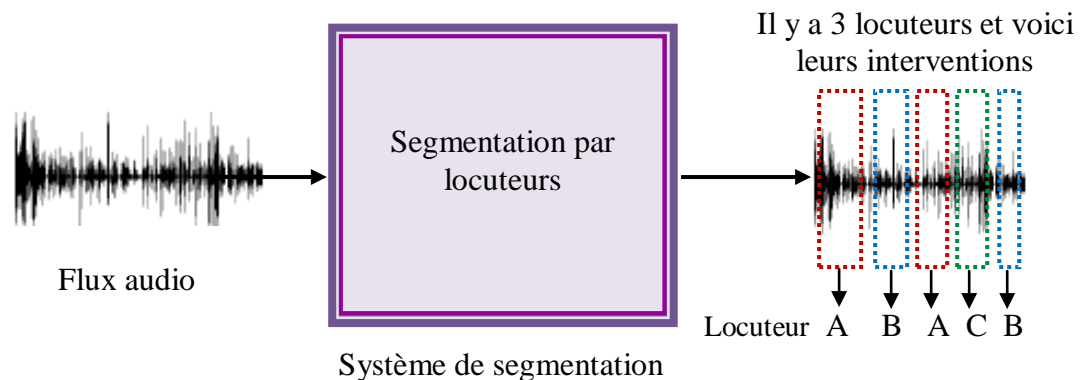 Il y a 3 locuteurs et voici
leurs interventions
Segmentation par
locuteurs
Flux audio
Locuteur A B A C B
Système de segmentation